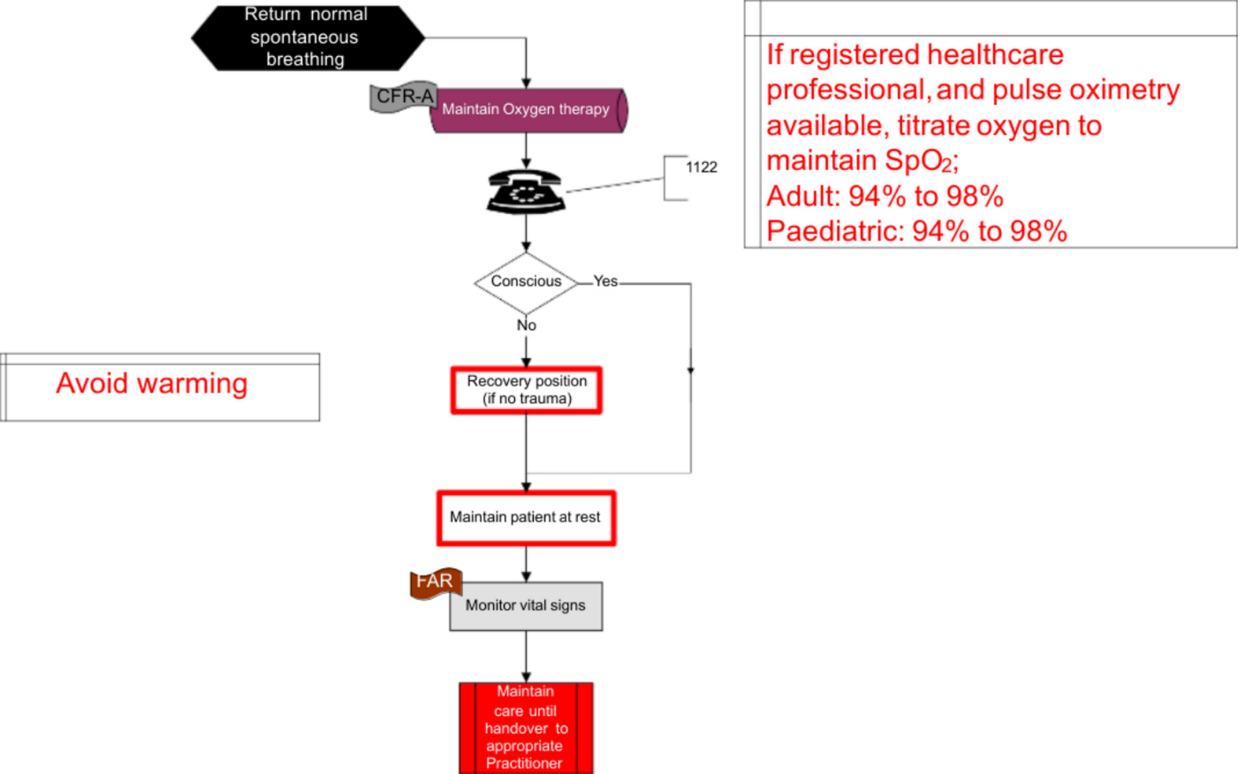 Return normal
spontaneous
breathing
CFR-A
Maintain Oxygen therapy
1122
If registered healthcare
professional, and pulse oximetry
available, titrate oxygen to
maintain SpO₂;
Adult: 94% to 98%
Paediatric: 94% to 98%
Conscious
Yes
No
Avoid warming
Recovery position
(if no trauma)
Maintain patient at rest
FAR
Monitor vital signs
Maintain
care until
handover to
appropriate
Practitioner